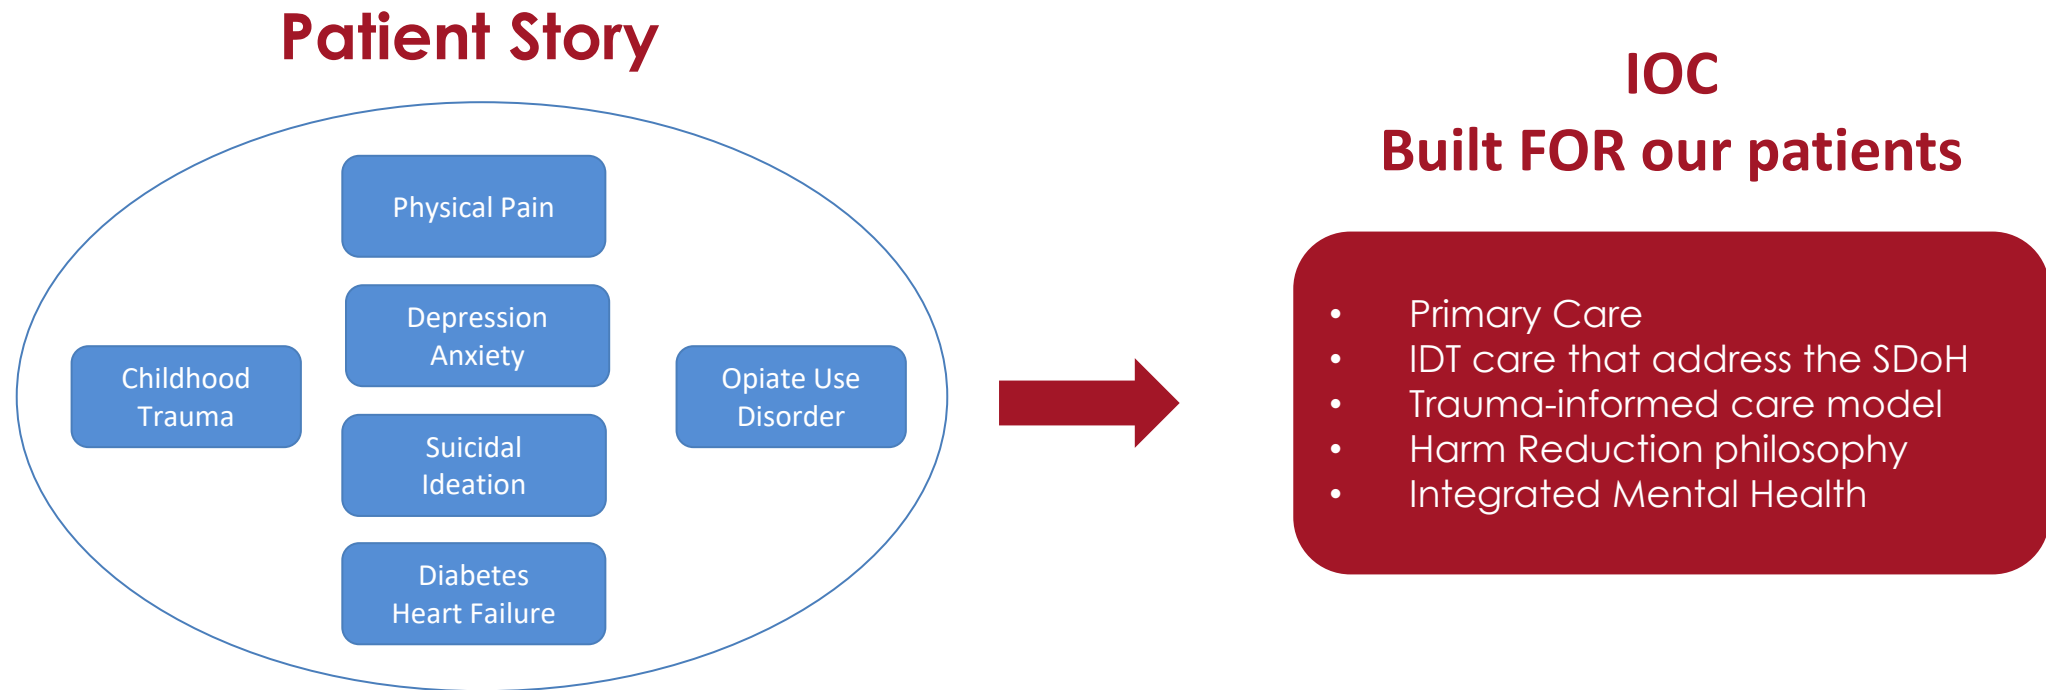 Patient Story
Physical Pain
Depression
Anxiety
Childhood
Trauma
Opiate Use
Disorder
Suicidal
Ideation
Diabetes
Heart Failure
IOC
Built FOR our patients
• Primary Care
• IDT care that address the SDoH
• Trauma-informed care model
• Harm Reduction philosophy
• Integrated Mental Health